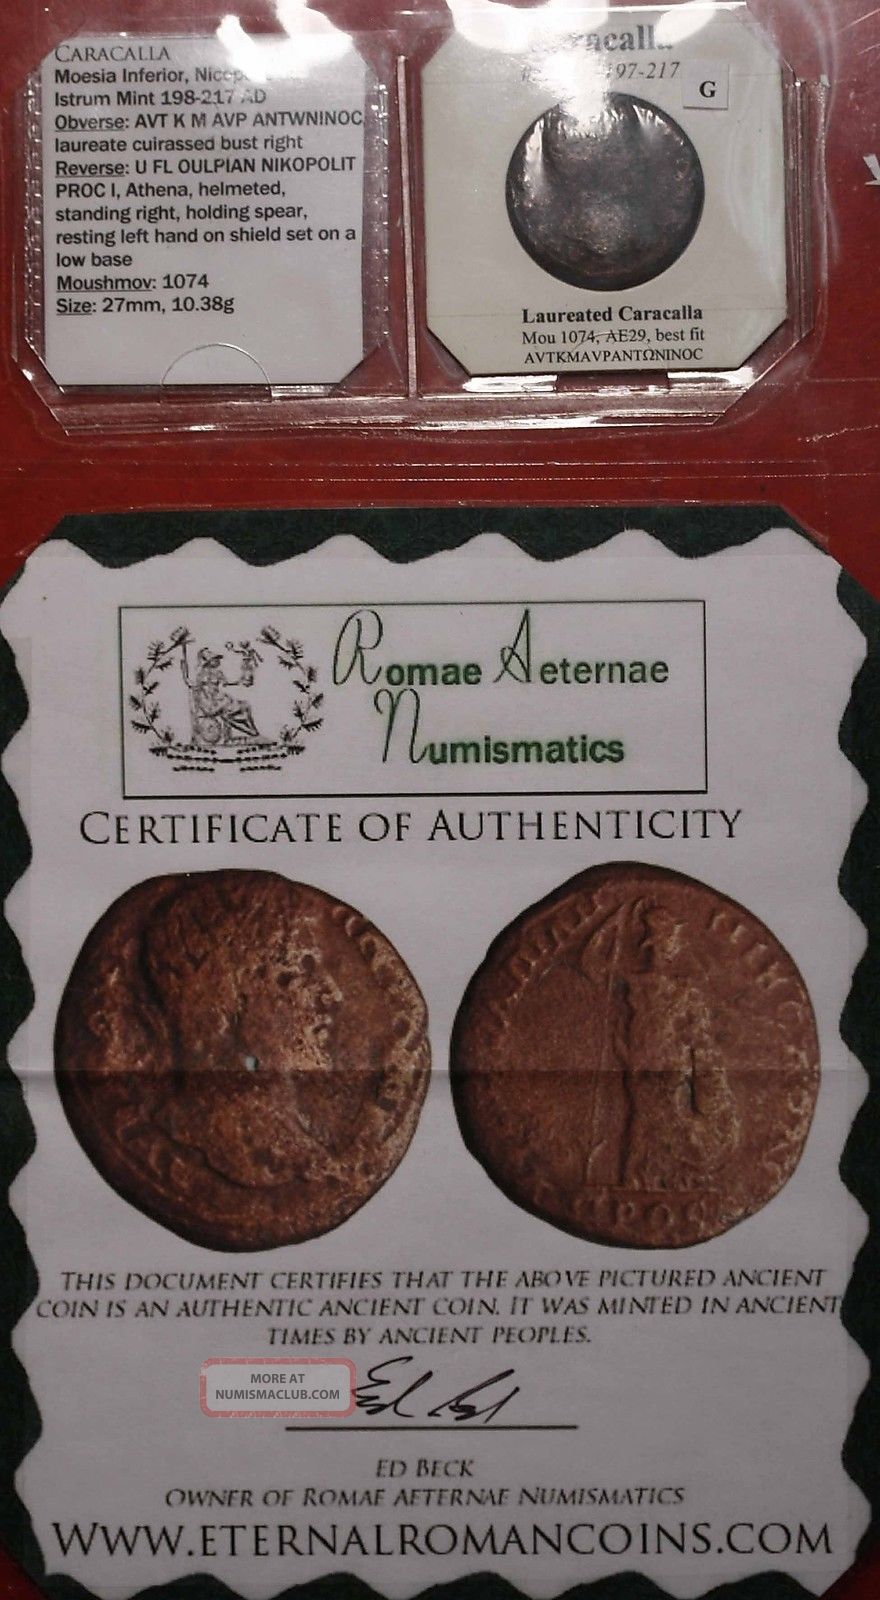 CARACALLA
Moesia Inferior,
Istrum Mint 198-217 AD
Obverse: AVT K M AVP ANTWNINOC,
laureate cuirassed bust right
Reverse: U FL OULPIAN NIKOPOLIT
PROC I, Athena, helmeted,
standing right, holding spear,
resting left hand on shield set on a
low base
Moushmov: 1074
Size: 27mm, 10.38g
Caracalla
197-217
G
Laureated Caracalla
Mou 1074, AE29, best fit
AVTKMAVPANTΩNINOC
Romae Aeternae
Numismatics
CERTIFICATE OF AUTHENTICITY
THIS DOCUMENT CERTIFIES THAT THE ABOVE PICTURED ANCIENT
COIN IS AN AUTHENTIC ANCIENT COIN. IT WAS MINTED IN ANCIENT
TIMES BY ANCIENT PEOPLES.
MORE AT
NUMISMACLUB.COM
ED BECK
OWNER OF ROMAE AETERNAE NUMISMATICS
WWW.ETERNALROMANCOINS.COM